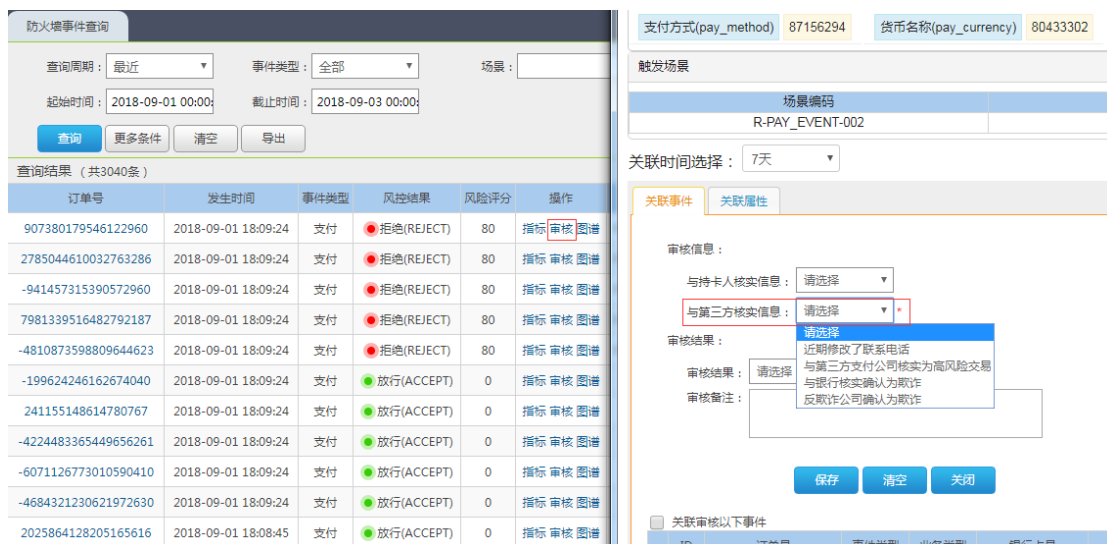 防火墙事件查询
查询周期： 最近 事件类型： 全部 场景：
起始时间： 2018-09-01 00:00: 截止时间： 2018-09-03 00:00:
查询 更多条件 清空 导出
查询结果 （共3040条）
订单号 发生时间 事件类型 风控结果 风险评分 操作
907380179546122960 2018-09-01 18:09:24 支付 拒绝(REJECT) 80 指标 审核 图谱
2785044610032763286 2018-09-01 18:09:24 支付 拒绝(REJECT) 80 指标 审核 图谱
-941457315390572960 2018-09-01 18:09:24 支付 拒绝(REJECT) 80 指标 审核 图谱
7981339516482792187 2018-09-01 18:09:24 支付 拒绝(REJECT) 80 指标 审核 图谱
-4810873598809644623 2018-09-01 18:09:24 支付 拒绝(REJECT) 80 指标 审核 图谱
-199624246162674040 2018-09-01 18:09:24 支付 放行(ACCEPT) 0 指标 审核 图谱
241155148614780767 2018-09-01 18:09:24 支付 放行(ACCEPT) 0 指标 审核 图谱
-4224483365449656261 2018-09-01 18:09:24 支付 放行(ACCEPT) 0 指标 审核 图谱
-6071126773010590410 2018-09-01 18:09:24 支付 放行(ACCEPT) 0 指标 审核 图谱
-4684321230621972630 2018-09-01 18:09:24 支付 放行(ACCEPT) 0 指标 审核 图谱
2025864128205165616 2018-09-01 18:08:45 支付 放行(ACCEPT) 0 指标 审核 图谱
支付方式(pay_method) 87156294 货币名称(pay_currency) 80433302
触发场景
场景编码
R-PAY_EVENT-002
关联时间选择： 7天
关联事件 关联属性
审核信息：
与持卡人核实信息： 请选择
与第三方核实信息： 请选择 *
请选择
近期修改了联系电话
与第三方支付公司核实为高风险交易
与银行核实确认为欺诈
反欺诈公司确认为欺诈
审核结果：
审核结果： 请选择
审核备注：
保存 清空 关闭
关联审核以下事件
ID 订单号 事件类型 业务类型 银行卡号